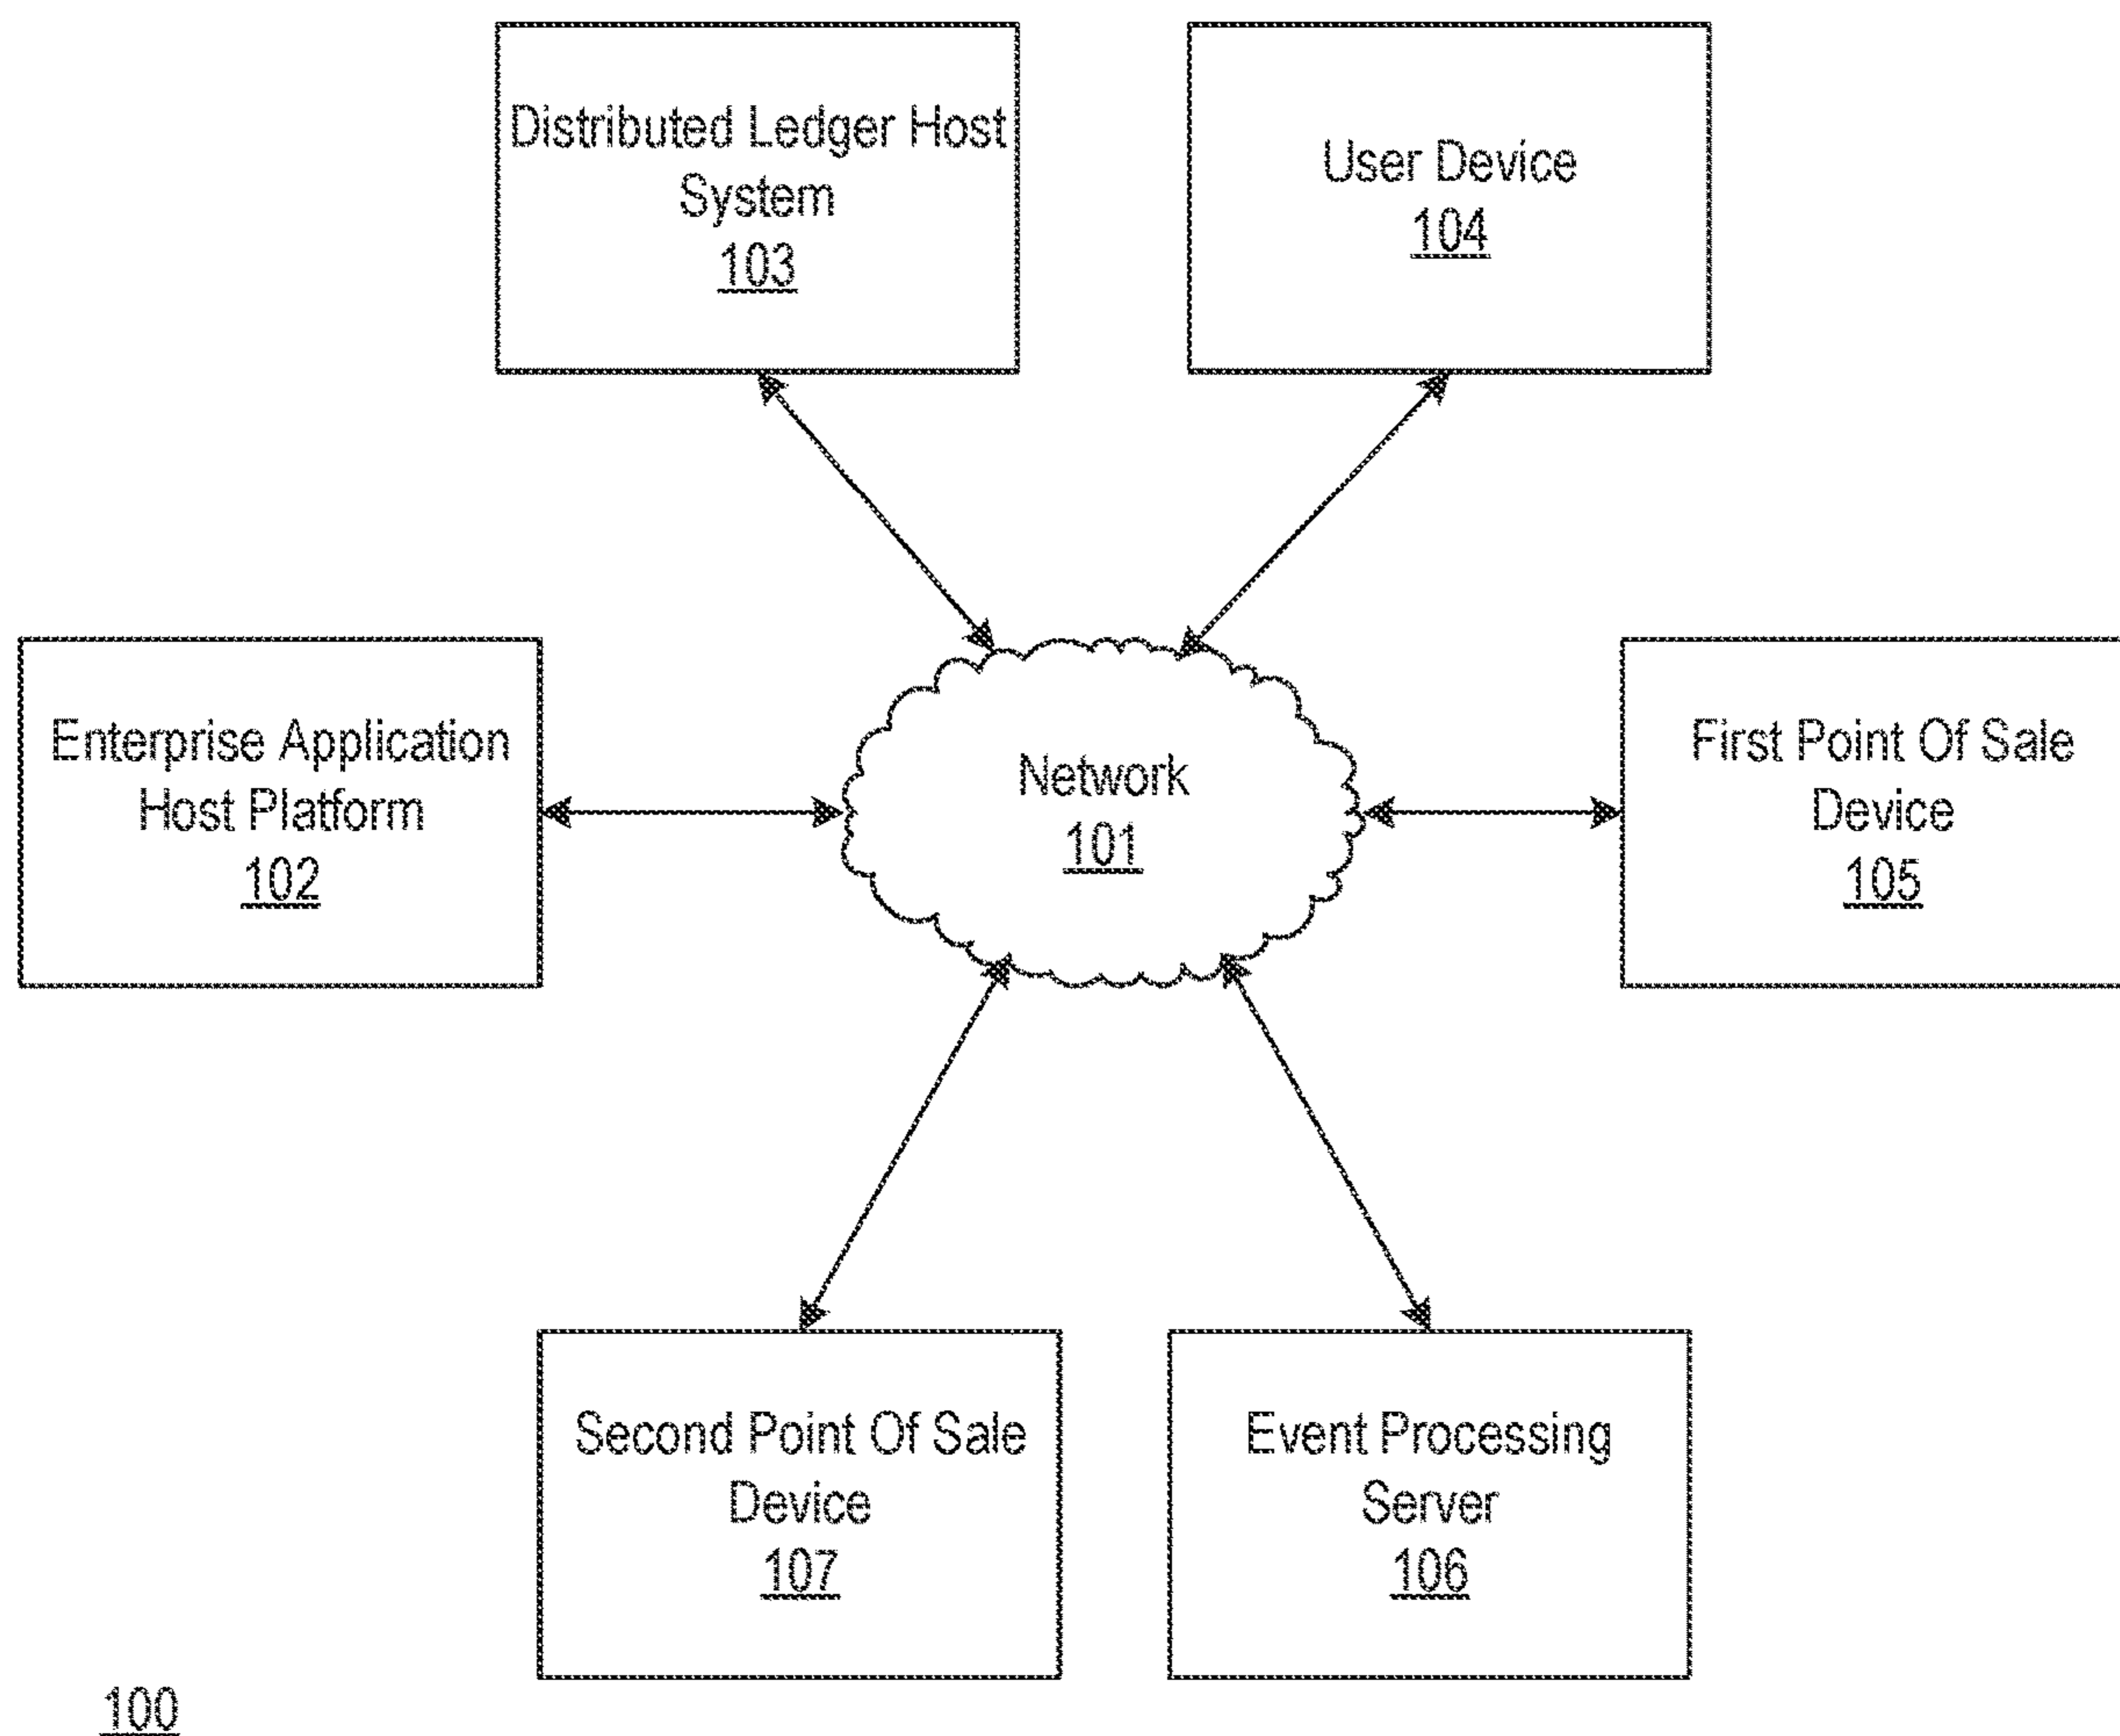 Distributed Ledger Host
System
103
User Device
104
Enterprise Application
Host Platform
102
Network
101
First Point Of Sale
Device
105
Second Point Of Sale
Device
107
Event Processing
Server
106
100